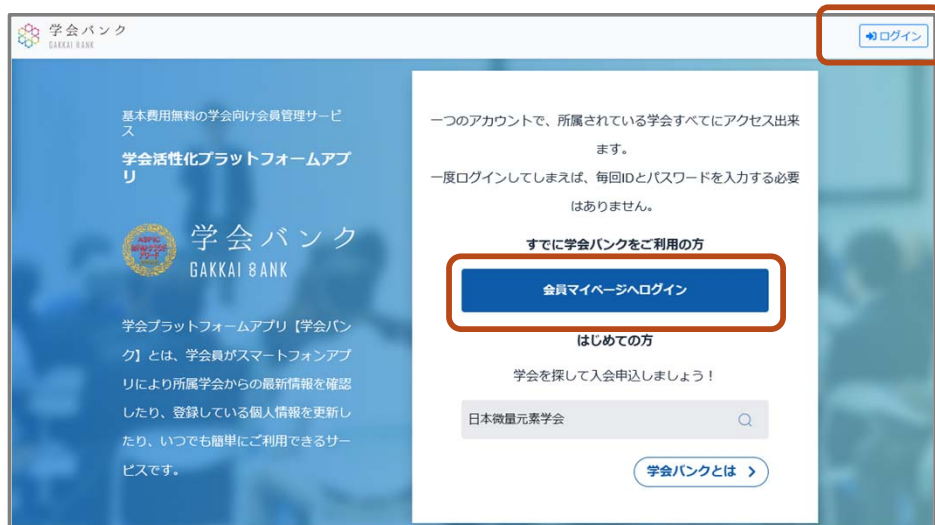 学会バンク
GAKKAI BANK
ログイン
基本費用無料の学会向け会員管理サービ
ス
学会活性化プラットフォームアプ
リ
学会バンク
GAKKAI BANK
学会プラットフォームアプリ【学会バン
ク】とは、学会員がスマートフォンアプ
リにより所属学会からの最新情報を確認
したり、登録している個人情報を更新し
たり、いつでも簡単にご利用できるサー
ビスです。
一つのアカウントで、所属されている学会すべてにアクセス出来
ます。
一度ログインしてしまえば、毎回IDとパスワードを入力する必要
はありません。
すでに学会バンクをご利用の方
会員マイページへログイン
はじめての方
学会を探して入会申込しましょう！
日本微量元素学会
学会バンクとは >